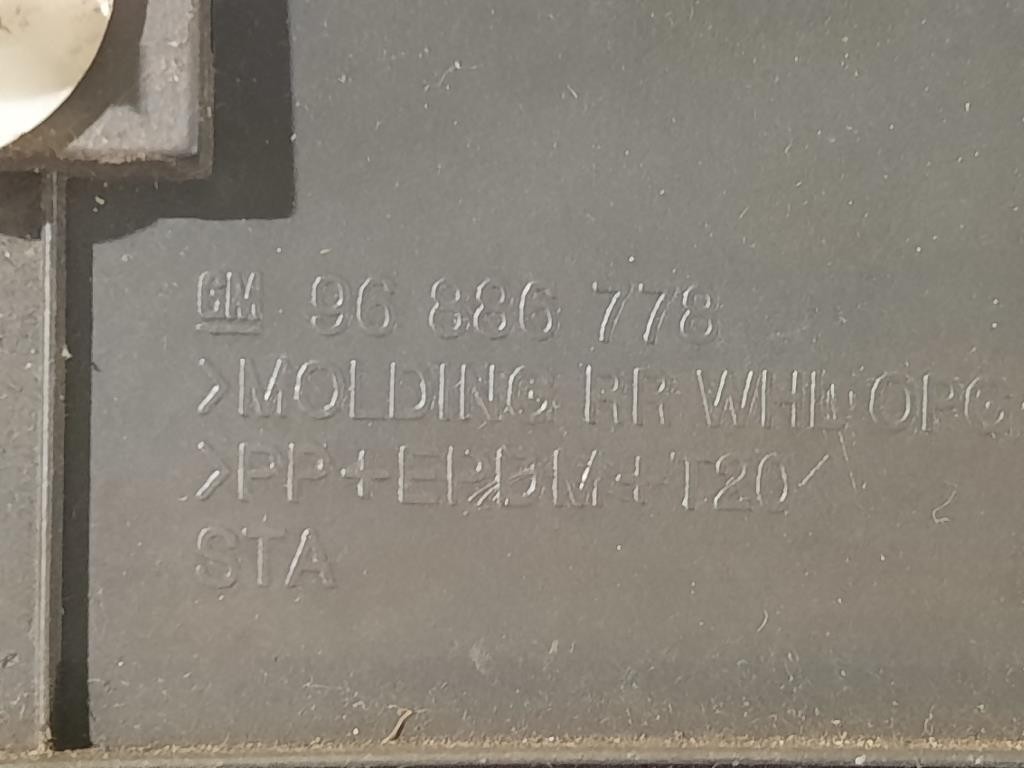 GM 96 886 778
>MOLDING RR WHL OPG
>PP+EPDM+T20<
STA